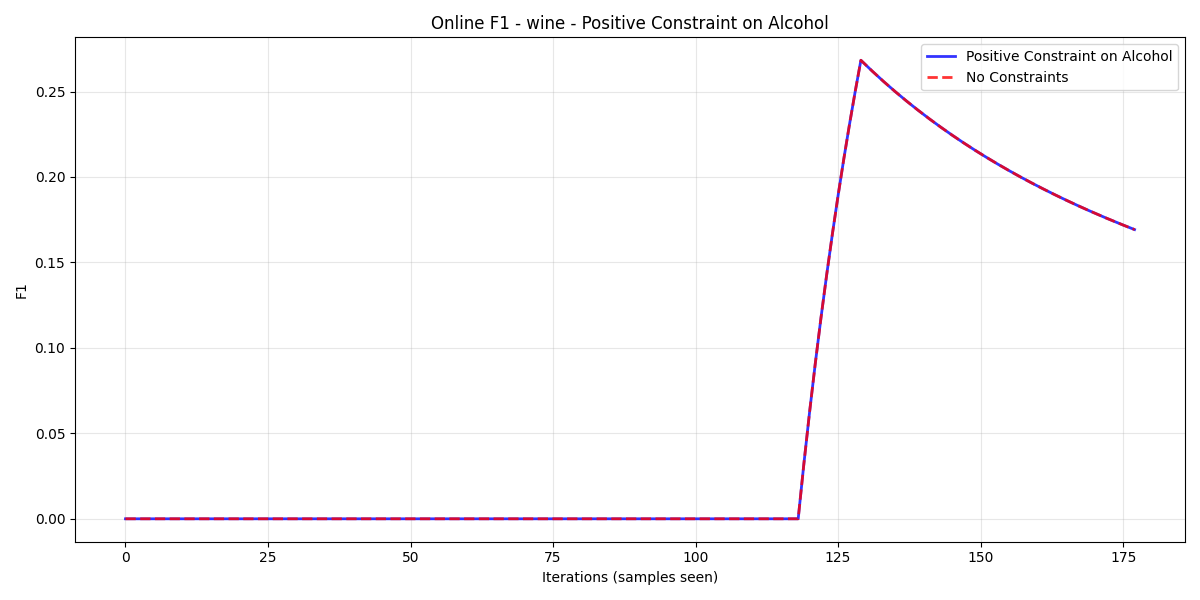 Online F1 - wine - Positive Constraint on Alcohol
Positive Constraint on Alcohol
No Constraints
F1
0.25
0.20
0.15
0.10
0.05
0.00
0 25 50 75 100 125 150 175
Iterations (samples seen)